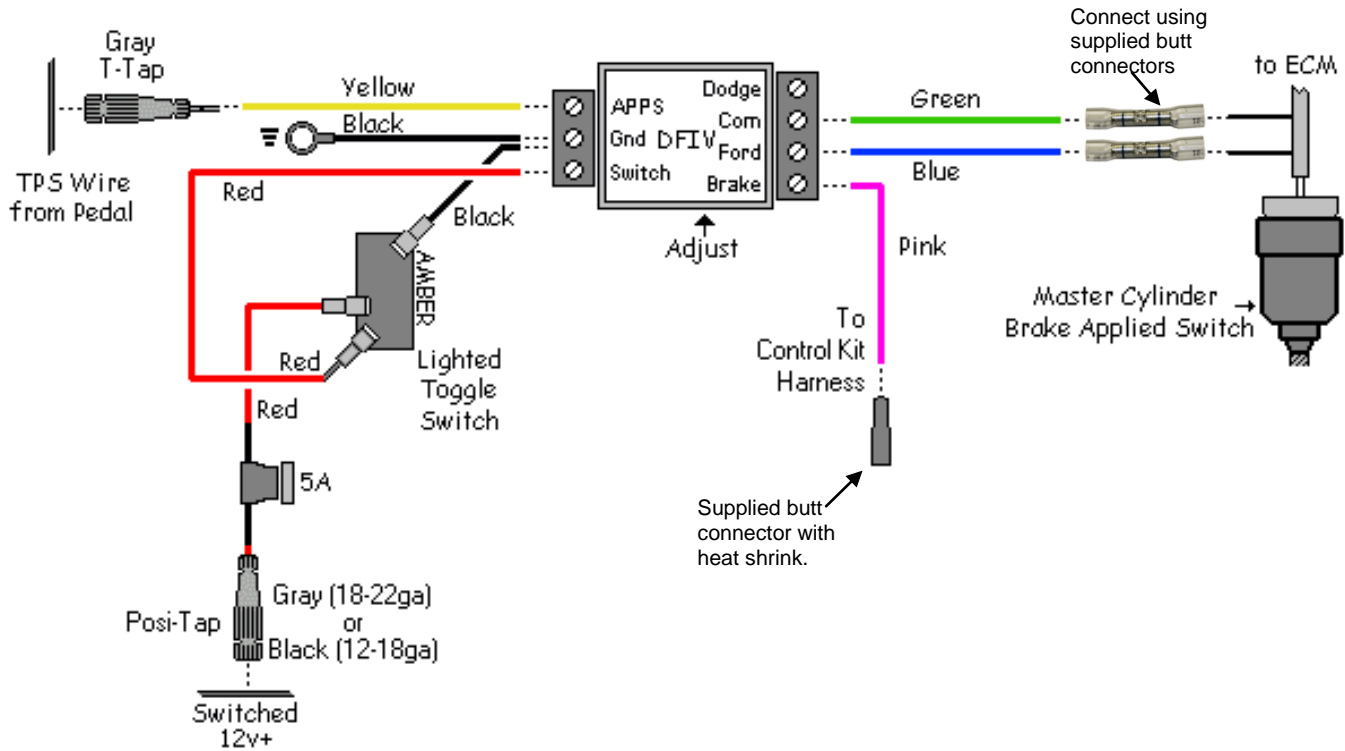 Connect using
supplied butt
connectors
to ECM
Gray
T-Tap
Yellow
Black
TPS Wire
from Pedal
Red
Black
APPS
Gnd DFIV
Switch
Dodge
Com
Ford
Brake
Adjust
Green
Blue
Pink
Master Cylinder
Brake Applied Switch
AMBER
Lighted
Toggle
Switch
Red
Red
5A
To
Control Kit
Harness
Supplied butt
connector with
heat shrink.
Posi-Tap
Gray (18-22ga)
or
Black (12-18ga)
Switched
12v+